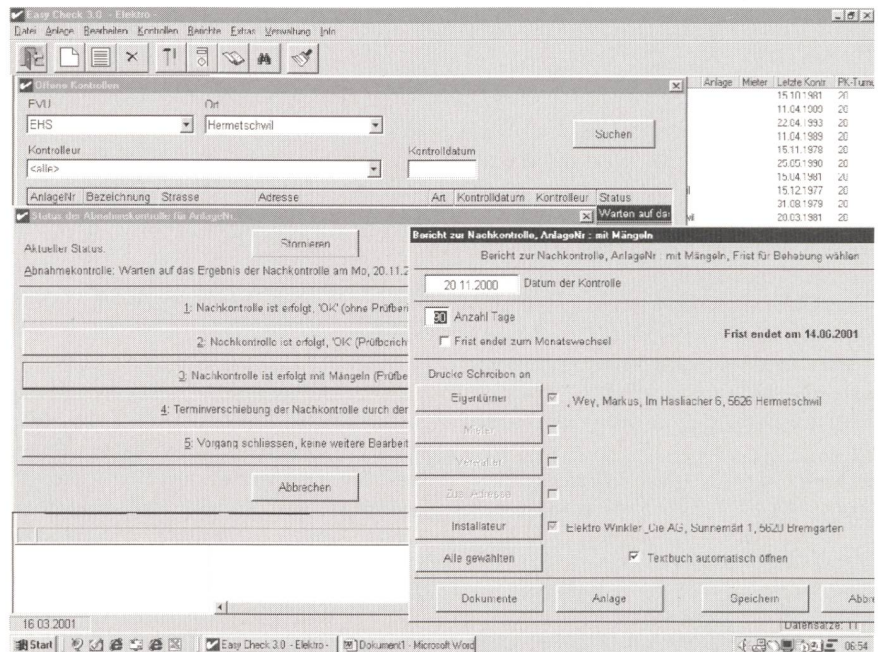 Easy Check 3.0 - Elektro -
Datei Anlage Bearbeiten Kontrollen Berichte Extras Verwaltung Info
Offene Kontrollen
EVU Ort
EHS Hermetschwil
Suchen
Kontrolleur Kontrolldatum
<alle>
AnlageNr Bezeichnung Strasse Adresse Art Kontrolldatum Kontrolleur Status
Warten auf das
Anlage Mieter Letzte Kontr PK-Turnu
15.10.1981 20
11.04.1989 20
22.04.1993 20
11.04.1989 20
15.11.1978 20
25.05.1990 20
15.04.1981 20
15.12.1977 20
31.08.1979 20
20.03.1981 20
Status der Abnahmekontrolle für AnlageNr.
Aktueller Status:
Stornieren
Abnahmekontrolle: Warten auf das Ergebnis der Nachkontrolle am Mo, 20.11.2
1: Nachkontrolle ist erfolgt, 'OK' (ohne Prüfberi
2: Nachkontrolle ist erfolgt, 'OK' (Prüfbericht
3: Nachkontrolle ist erfolgt mit Mängeln (Prüfbe
4: Terminverschiebung der Nachkontrolle durch der
5: Vorgang schliessen, keine weitere Bearbeit
Abbrechen
Bericht zur Nachkontrolle, AnlageNr : mit Mängeln
Bericht zur Nachkontrolle, AnlageNr : mit Mängeln, Frist für Behebung wählen
20.11.2000 Datum der Kontrolle
90 Anzahl Tage
Frist endet zum Monatswechsel
Frist endet am 14.06.2001
Drucke Schreiben an
Eigentümer , Wey, Markus, Im Hasliacher 6, 5626 Hermetschwil
Mieter
Verwalter
Zus. Adresse
Installateur Elektro Winkler _Cie AG, Sunnemärt 1, 5620 Bremgarten
Alle gewählten Textbuch automatisch öffnen
Dokumente Anlage Speichern Abbre
16.03.2001 Datensätze: 11
Start Easy Check 3.0 - Elektro - Dokument1 - Microsoft Word 06:54